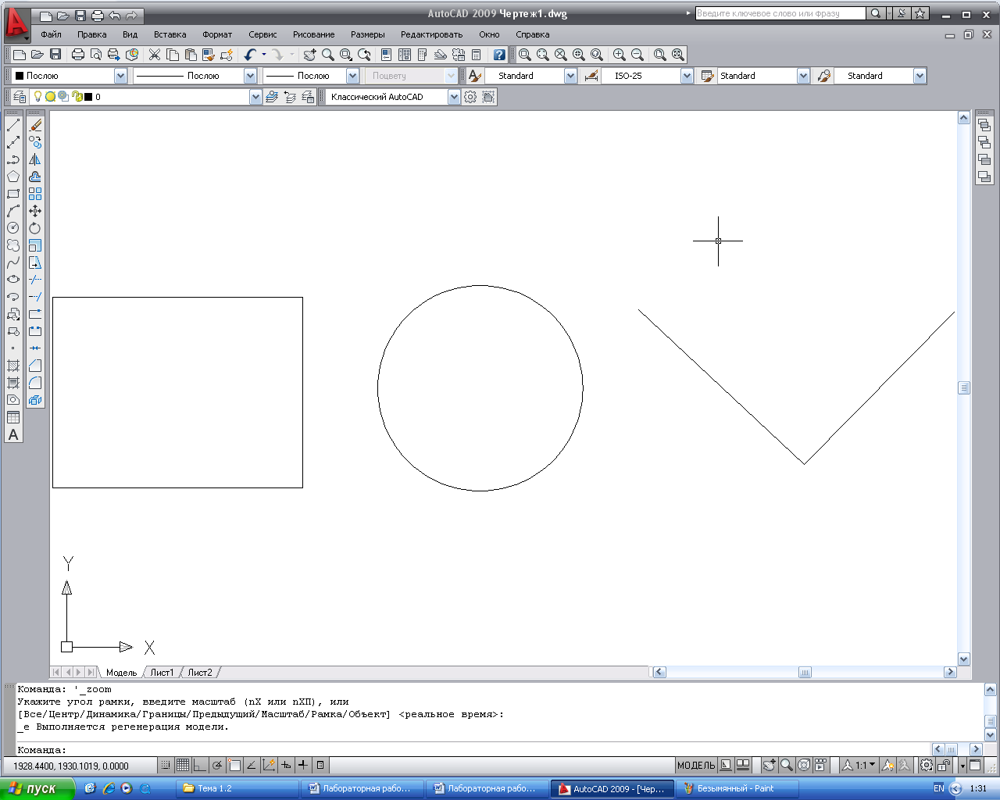 AutoCAD 2009 Чертеж1.dwg
Введите ключевое слово или фразу
Файл Правка Вид Вставка Формат Сервис Рисование Размеры Редактировать Окно Справка
Послою Послою Послою Поцвету Standard ISO-25 Standard Standard
0 Классический AutoCAD
A
Y
X
Модель Лист1 Лист2
Команда: '_zoom
Укажите угол рамки, введите масштаб (nX или nXП), или
[Все/Центр/Динамика/Границы/Предыдущий/Масштаб/Рамка/Объект] <реальное время>:
_e Выполняется регенерация модели.
Команда:
1928.4400, 1930.1019, 0.0000 МОДЕЛЬ 1:1
пуск Тема 1.2 Лабораторная рабо... Лабораторная рабо... AutoCAD 2009 - [Чер... Безымянный - Paint EN 1:31